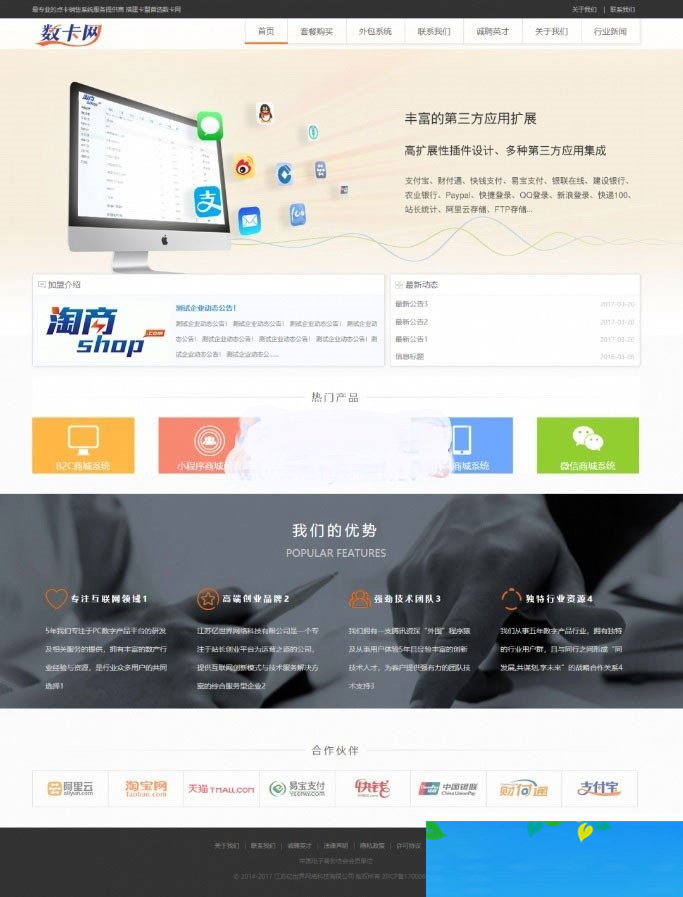 最专业的点卡销售系统服务提供商 搭建卡盟首选数卡网
关于我们 | 联系我们
数卡网
首页 套餐购买 外包系统 联系我们 诚聘英才 关于我们 行业新闻
丰富的第三方应用扩展
高扩展性插件设计、多种第三方应用集成
支付宝、财付通、快钱支付、易宝支付、银联在线、建设银行、
农业银行、Paypal、快捷登录、QQ登录、新浪登录、快递100、
站长统计、阿里云存储、FTP存储...
加盟介绍
淘商
shop .com
测试企业动态公告！
测试企业动态公告！ 测试企业动态公告！ 测试企业动态公告！ 测试企业动
态公告！ 测试企业动态公告！ 测试企业动态公告！ 测试企业动态公告！测
试企业动态公告！ 测试企业动态公......
最新动态
最新公告3 2017-03-20
最新公告2 2017-03-20
最新公告1 2017-03-20
信息标题
热门产品
B2C商城系统
小程序商城
商城系统
微信商城系统
我们的优势
POPULAR FEATURES
专注互联网领域1
5年我们专注于PC数字产品平台的研发
及相关服务的提供，拥有丰富的数产行
业经验与资源，是行业众多用户的共同
选择1
高端创业品牌2
江苏亿世界网络科技有限公司是一个专
注于站长创业平台为运营之道的公司，
提供互联网创新模式与技术服务解决方
案的综合服务型企业2
强劲技术团队3
我们拥有一支腾讯资深“外围”程序猿
及从事用户体验5年目经验丰富的创新
技术人才，为客户提供强有力的团队技
术支持3
独特行业资源4
我们从事五年数字产品行业，拥有独特
的行业用户群，且与同行之间形成“同
发展,共谋划,享未来”的战略合作关系4
合作伙伴
阿里云
aliyun.com
淘宝网
Taobao.com
天猫 TMALL.COM
易宝支付
YEEPAY.COM
快钱
中国银联
China UnionPay
财付通
支付宝
关于我们 | 联系我们 | 诚聘英才 | 法律声明 | 隐私政策 | 许可协议
中国电子商务协会会员单位
© 2014-2017 江苏亿世界网络科技有限公司 版权所有